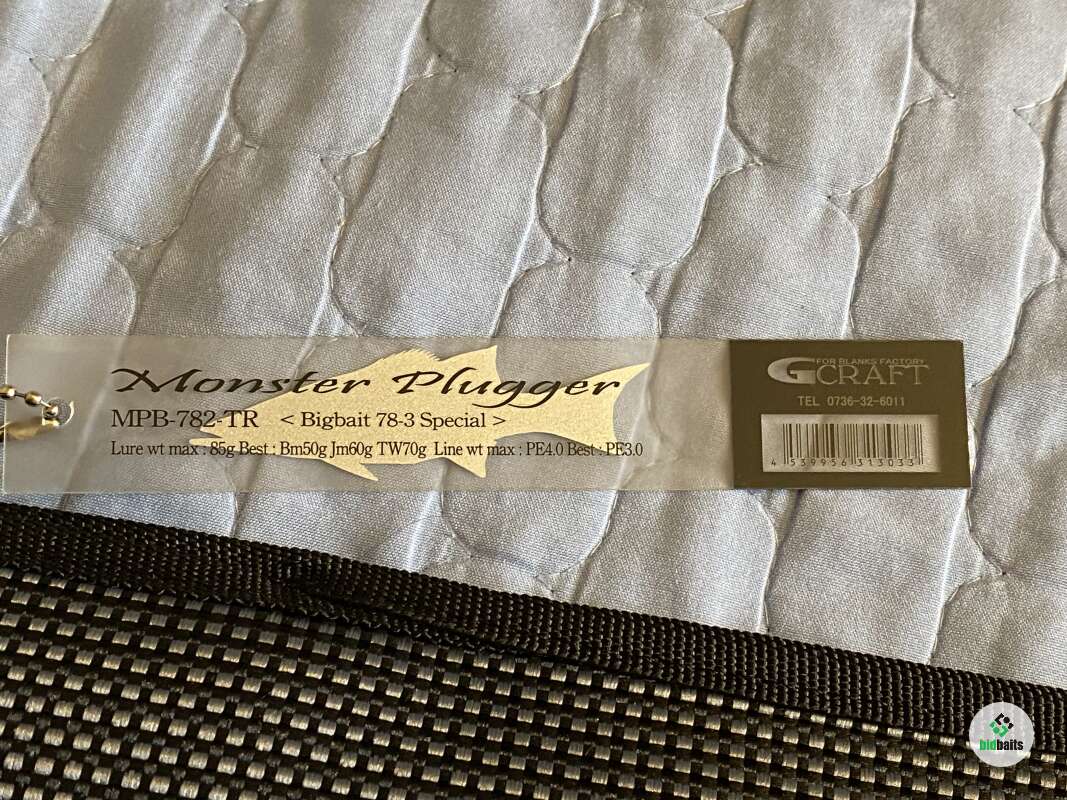 Monster Plugger
MPB-782-TR < Bigbait 78-3 Special >
Lure wt max : 85g Best : Bm50g Jm60g TW70g Line wt max : PE4.0 Best : PE3.0
FOR BLANKS FACTORY
GCRAFT
TEL 0736-32-6011
4 539956 313033
bidbaits